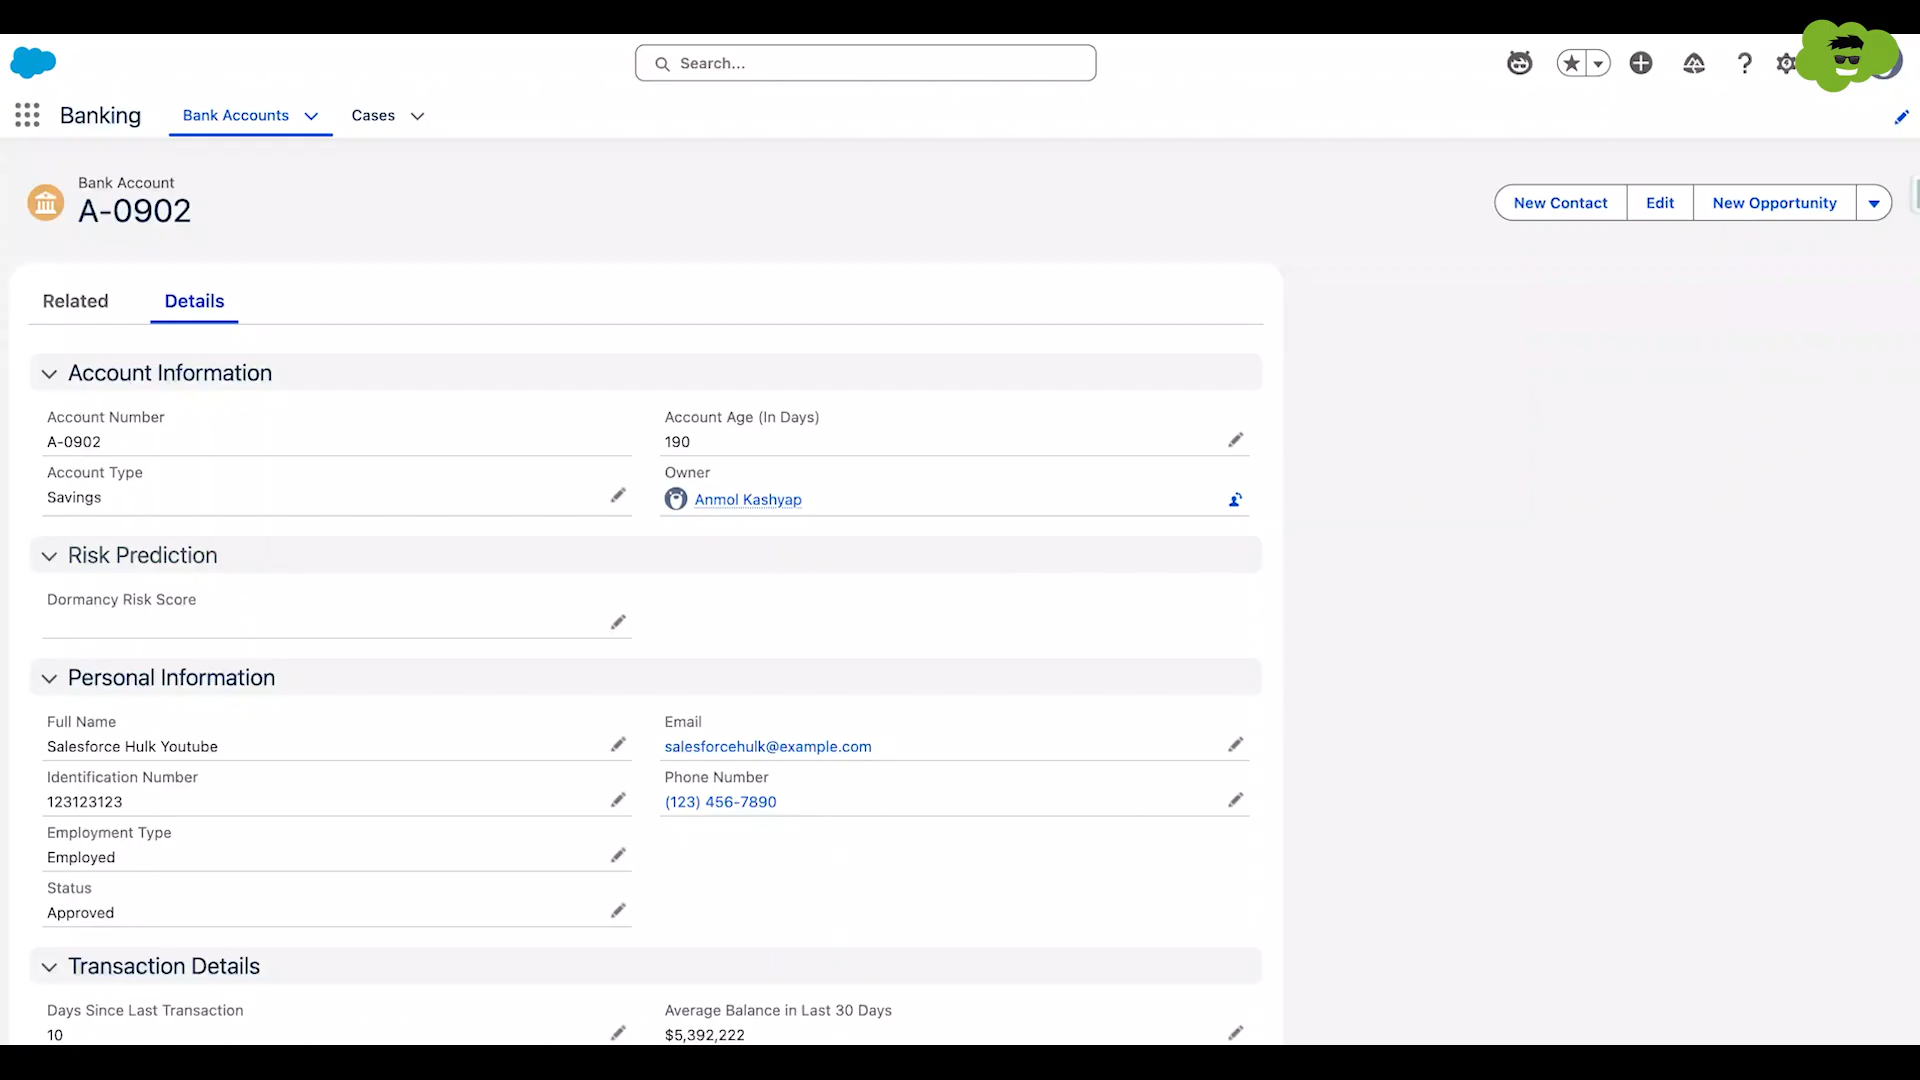 Search...
Banking
Bank Accounts
Cases
Bank Account
A-0902
New Contact
Edit
New Opportunity
Related
Details
Account Information
Account Number
A-0902
Account Age (In Days)
190
Account Type
Savings
Owner
Anmol Kashyap
Risk Prediction
Dormancy Risk Score
Personal Information
Full Name
Salesforce Hulk Youtube
Email
salesforcehulk@example.com
Identification Number
123123123
Phone Number
(123) 456-7890
Employment Type
Employed
Status
Approved
Transaction Details
Days Since Last Transaction
10
Average Balance in Last 30 Days
$5,392,222